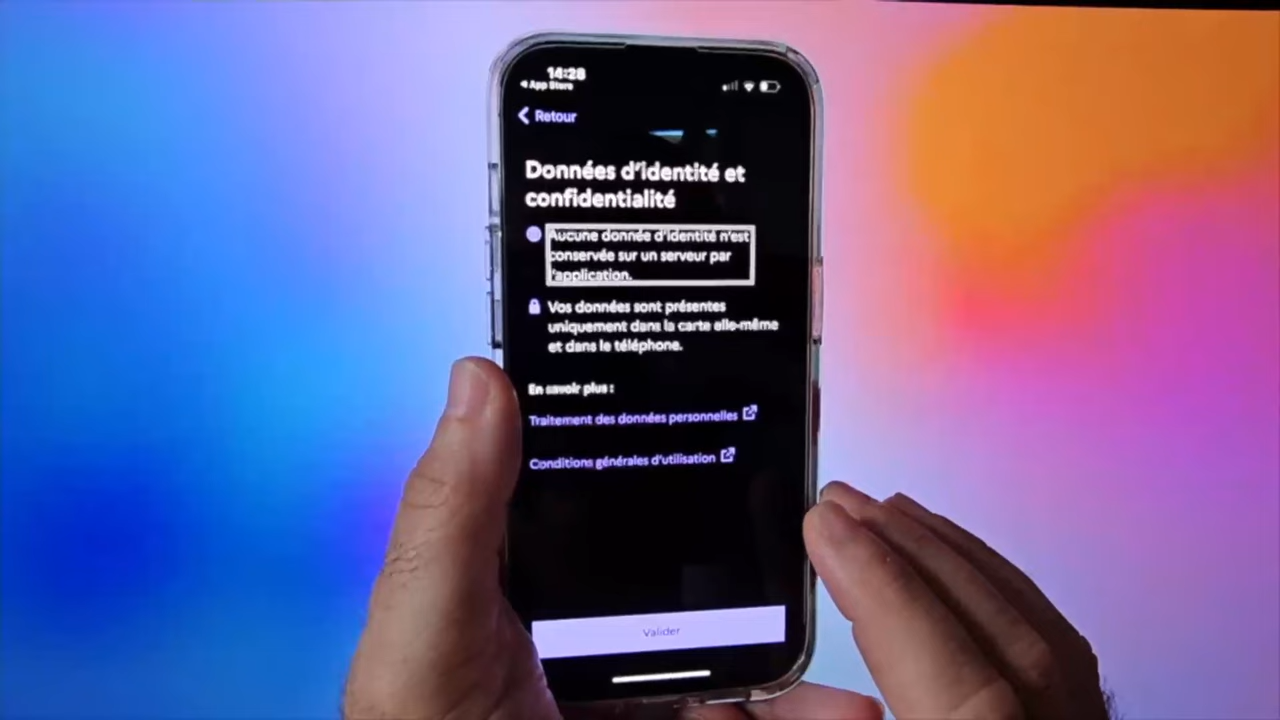 14:28
App Store
Retour
Données d'identité et
confidentialité
Aucune donnée d'identité n'est
conservée sur un serveur par
l'application.
Vos données sont présentes
uniquement dans la carte elle-même
et dans le téléphone.
En savoir plus :
Traitement des données personnelles
Conditions générales d'utilisation
Valider